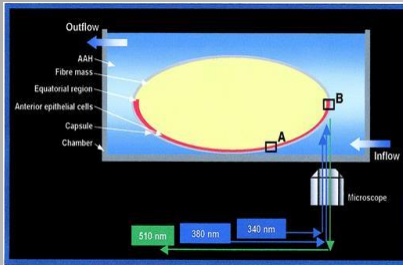 Outflow
AAH
Fibre mass
Equatorial region
Anterior epithelial cells
Capsule
Chamber
B
A
Inflow
Microscope
510 nm
380 nm
340 nm